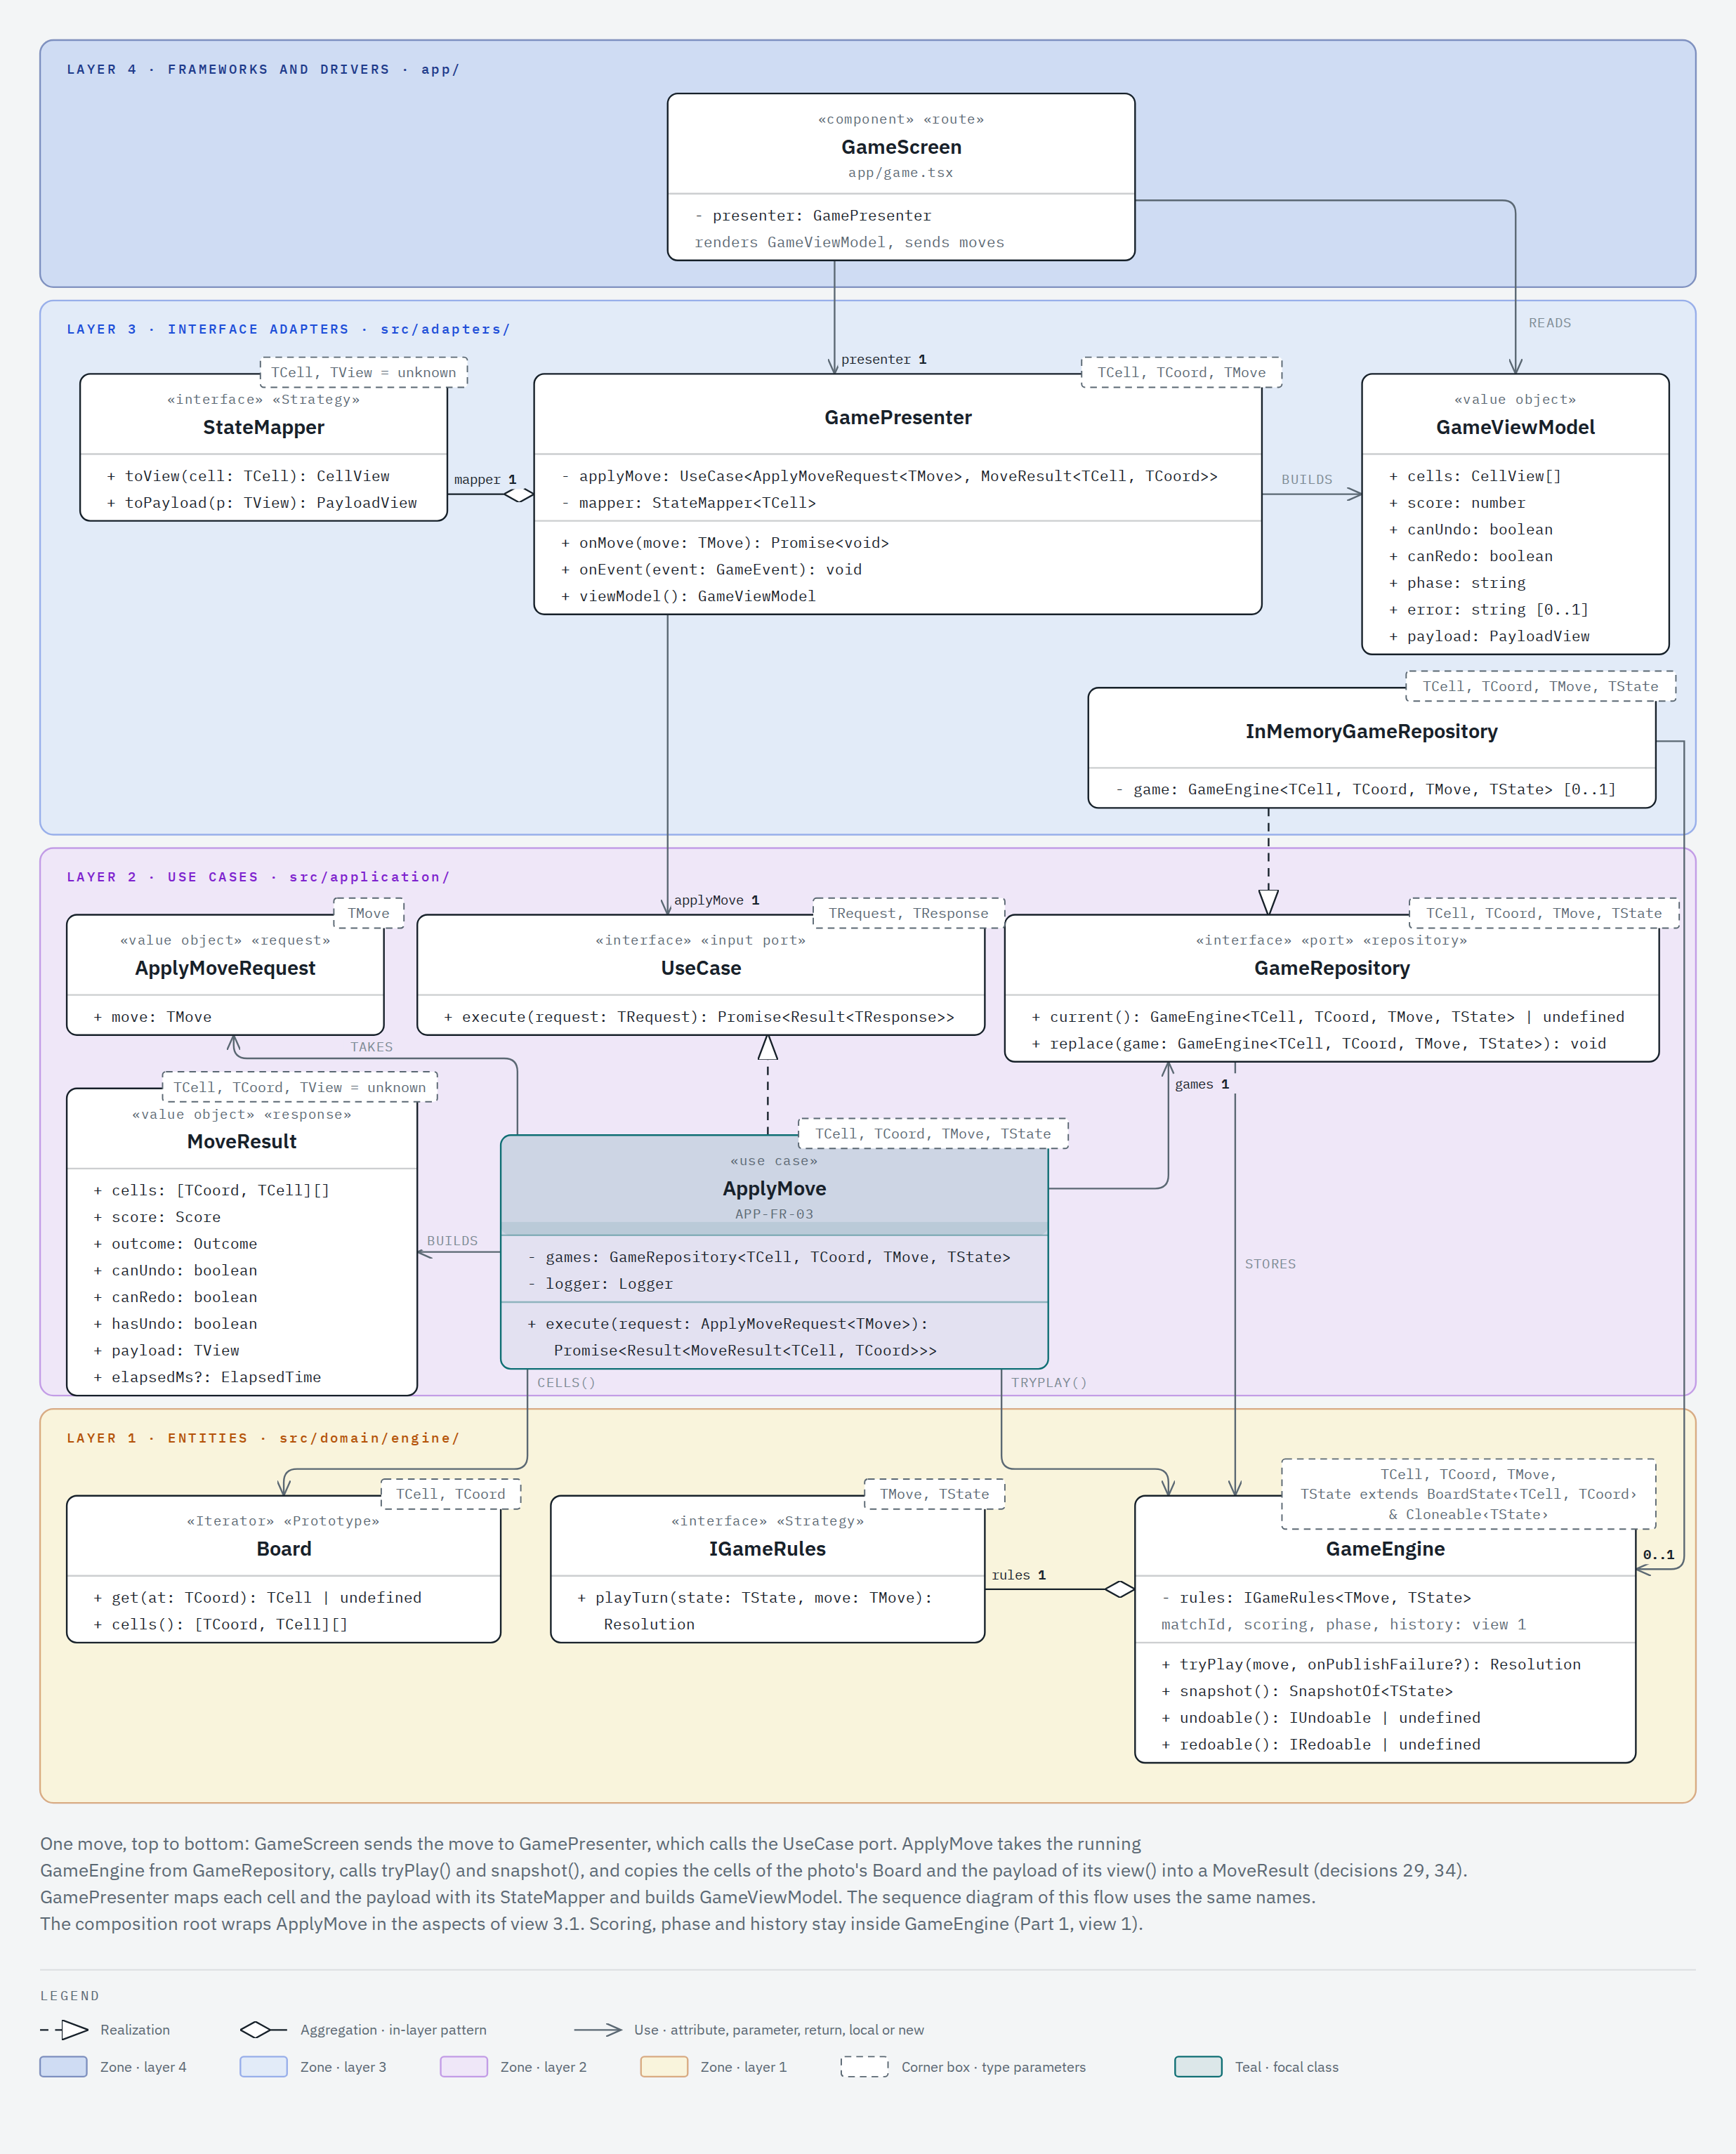 LAYER 4 · FRAMEWORKS AND DRIVERS · app/
«component» «route»
GameScreen
app/game.tsx
- presenter: GamePresenter
renders GameViewModel, sends moves
LAYER 3 · INTERFACE ADAPTERS · src/adapters/
READS
presenter 1
TCell, TView = unknown
«interface» «Strategy»
StateMapper
+ toView(cell: TCell): CellView
+ toPayload(p: TView): PayloadView
mapper 1
TCell, TCoord, TMove
GamePresenter
- applyMove: UseCase<ApplyMoveRequest<TMove>, MoveResult<TCell, TCoord>>
- mapper: StateMapper<TCell>
+ onMove(move: TMove): Promise<void>
+ onEvent(event: GameEvent): void
+ viewModel(): GameViewModel
BUILDS
«value object»
GameViewModel
+ cells: CellView[]
+ score: number
+ canUndo: boolean
+ canRedo: boolean
+ phase: string
+ error: string [0..1]
+ payload: PayloadView
TCell, TCoord, TMove, TState
InMemoryGameRepository
- game: GameEngine<TCell, TCoord, TMove, TState> [0..1]
LAYER 2 · USE CASES · src/application/
applyMove 1
TMove
«value object» «request»
ApplyMoveRequest
+ move: TMove
TRequest, TResponse
«interface» «input port»
UseCase
+ execute(request: TRequest): Promise<Result<TResponse>>
TCell, TCoord, TMove, TState
«interface» «port» «repository»
GameRepository
+ current(): GameEngine<TCell, TCoord, TMove, TState> | undefined
+ replace(game: GameEngine<TCell, TCoord, TMove, TState>): void
TAKES
games 1
TCell, TCoord, TView = unknown
«value object» «response»
MoveResult
+ cells: [TCoord, TCell][]
+ score: Score
+ outcome: Outcome
+ canUndo: boolean
+ canRedo: boolean
+ hasUndo: boolean
+ payload: TView
+ elapsedMs?: ElapsedTime
BUILDS
TCell, TCoord, TMove, TState
«use case»
ApplyMove
APP-FR-03
- games: GameRepository<TCell, TCoord, TMove, TState>
- logger: Logger
+ execute(request: ApplyMoveRequest<TMove>):
Promise<Result<MoveResult<TCell, TCoord>>>
STORES
CELLS()
TRYPLAY()
LAYER 1 · ENTITIES · src/domain/engine/
TCell, TCoord
«Iterator» «Prototype»
Board
+ get(at: TCoord): TCell | undefined
+ cells(): [TCoord, TCell][]
TMove, TState
«interface» «Strategy»
IGameRules
+ playTurn(state: TState, move: TMove):
Resolution
rules 1
TCell, TCoord, TMove,
TState extends BoardState‹TCell, TCoord›
& Cloneable‹TState›
GameEngine
0..1
- rules: IGameRules<TMove, TState>
matchId, scoring, phase, history: view 1
+ tryPlay(move, onPublishFailure?): Resolution
+ snapshot(): SnapshotOf<TState>
+ undoable(): IUndoable | undefined
+ redoable(): IRedoable | undefined
One move, top to bottom: GameScreen sends the move to GamePresenter, which calls the UseCase port. ApplyMove takes the running
GameEngine from GameRepository, calls tryPlay() and snapshot(), and copies the cells of the photo's Board and the payload of its view() into a MoveResult (decisions 29, 34).
GamePresenter maps each cell and the payload with its StateMapper and builds GameViewModel. The sequence diagram of this flow uses the same names.
The composition root wraps ApplyMove in the aspects of view 3.1. Scoring, phase and history stay inside GameEngine (Part 1, view 1).
LEGEND
Realization
Aggregation · in-layer pattern
Use · attribute, parameter, return, local or new
Zone · layer 4
Zone · layer 3
Zone · layer 2
Zone · layer 1
Corner box · type parameters
Teal · focal class